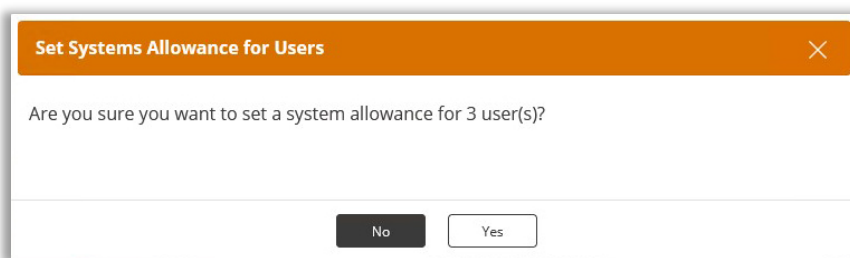 Set Systems Allowance for Users
Are you sure you want to set a system allowance for 3 user(s)?
No Yes